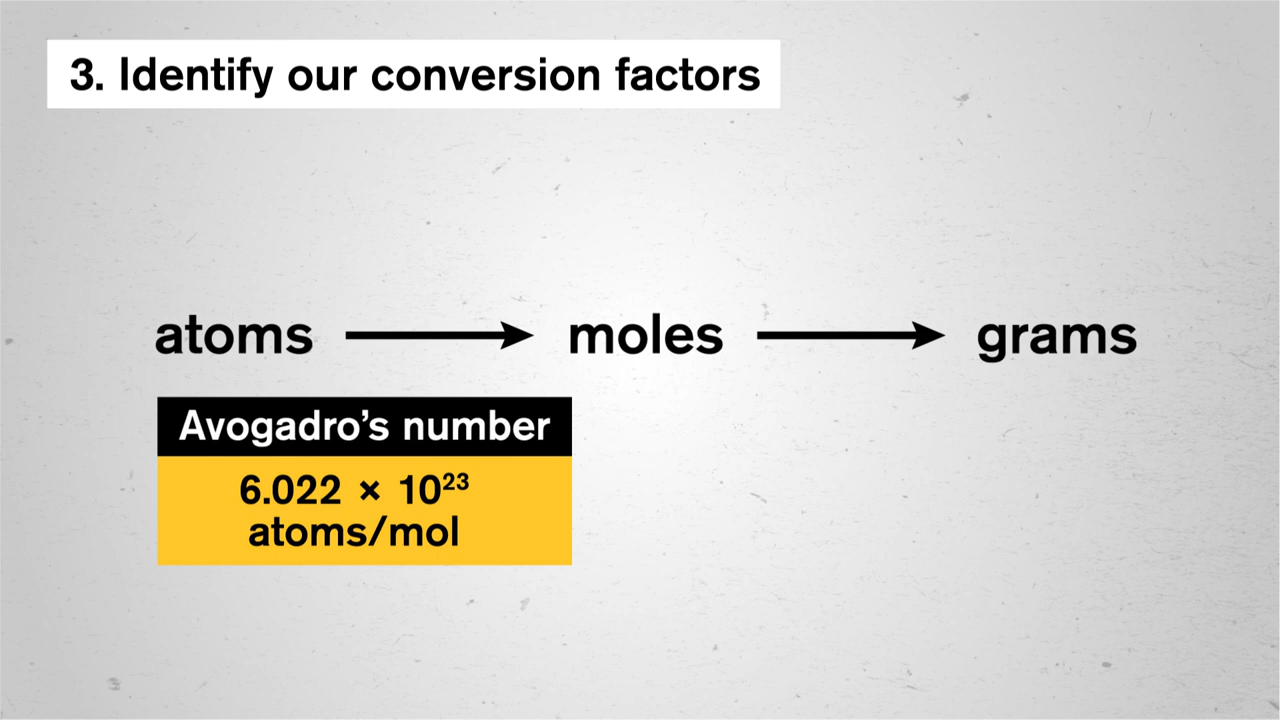 3. Identify our conversion factors
atoms → moles → grams
Avogadro’s number
6.022 × 10²³
atoms/mol